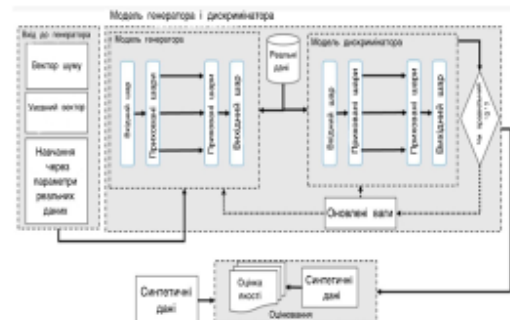 Модель генератора і дискримінатора
Вхід до генератора
Вектор шуму
Умовний вектор
Навчання
через
параметри
реальних
даних
Модель генератора
Вхідний шар
Приховані шари
Приховані шари
Вихідний шар
Реальні
дані
Модель дискримінатора
Вхідний шар
Приховані шари
Приховані шари
Вихідний шар
Оновлені ваги
Синтетичні
дані
Оцінка
якості
Синтетичні
дані
Оцінювання